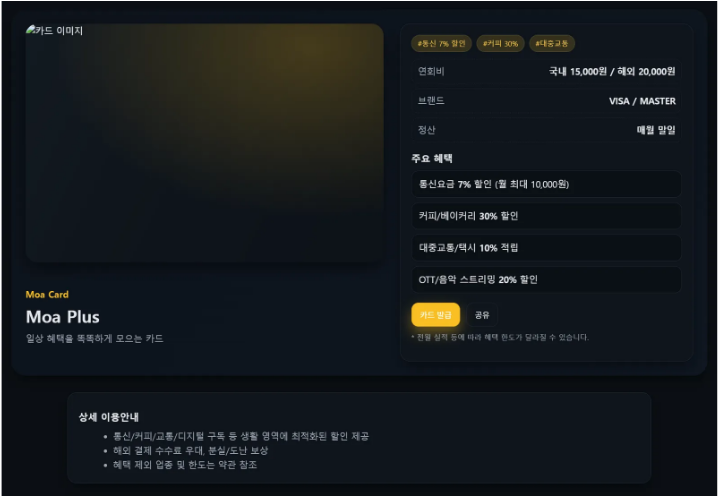 카드 이미지
Moa Card
Moa Plus
일상 혜택을 똑똑하게 모으는 카드
#통신 7% 할인 #커피 30% #대중교통
연회비 국내 15,000원 / 해외 20,000원
브랜드 VISA / MASTER
정산 매월 말일
주요 혜택
통신요금 7% 할인 (월 최대 10,000원)
커피/베이커리 30% 할인
대중교통/택시 10% 적립
OTT/음악 스트리밍 20% 할인
카드 발급 공유
* 전월 실적 등에 따라 혜택 한도가 달라질 수 있습니다.
상세 이용안내
• 통신/커피/교통/디지털 구독 등 생활 영역에 최적화된 할인 제공
• 해외 결제 수수료 우대, 분실/도난 보상
• 혜택 제외 업종 및 한도는 약관 참조